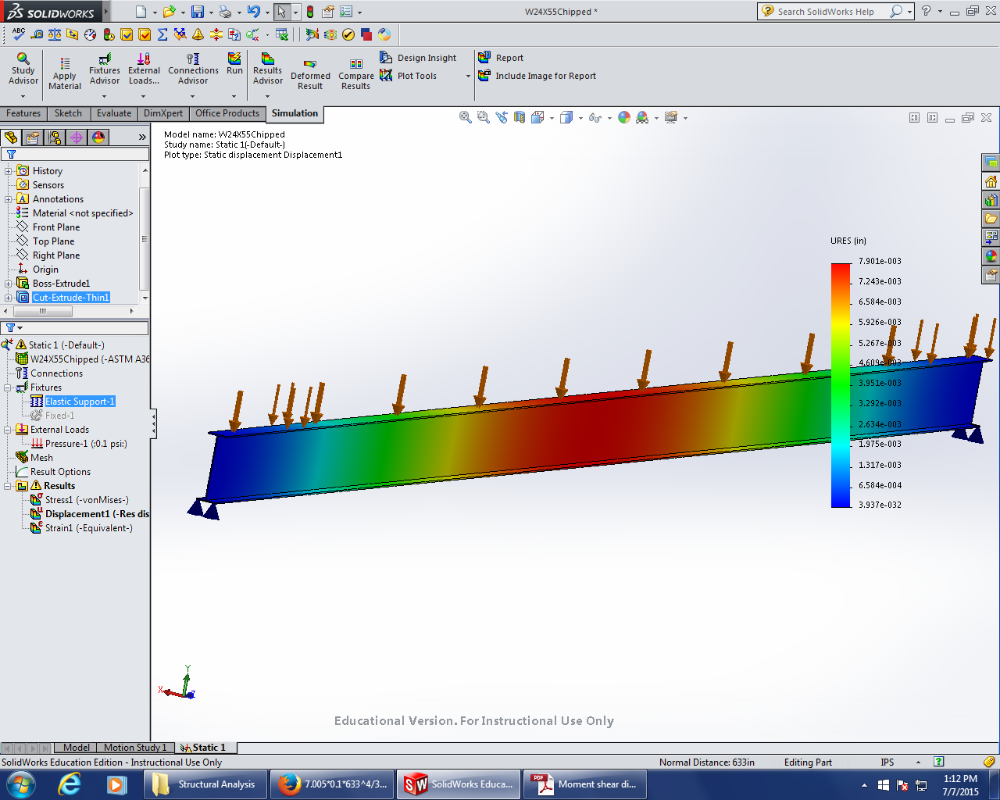 SOLIDWORKS
W24X55Chipped *
Search SolidWorks Help
ABC
Study Advisor
Apply Material
Fixtures Advisor
External Loads...
Connections Advisor
Run
Results Advisor
Deformed Result
Compare Results
Design Insight
Plot Tools
Report
Include Image for Report
Features
Sketch
Evaluate
DimXpert
Office Products
Simulation
Model name: W24X55Chipped
Study name: Static 1(-Default-)
Plot type: Static displacement Displacement1
History
Sensors
Annotations
Material <not specified>
Front Plane
Top Plane
Right Plane
Origin
Boss-Extrude1
Cut-Extrude-Thin1
Static 1 (-Default-)
W24X55Chipped (-ASTM A36
Connections
Fixtures
Elastic Support-1
Fixed-1
External Loads
Pressure-1 (:0.1 psi:)
Mesh
Result Options
Results
Stress1 (-vonMises-)
Displacement1 (-Res dis
Strain1 (-Equivalent-)
URES (in)
7.901e-003
7.243e-003
6.584e-003
5.926e-003
5.267e-003
4.609e-003
3.951e-003
3.292e-003
2.634e-003
1.975e-003
1.317e-003
6.584e-004
3.937e-032
Y
X
Z
Educational Version. For Instructional Use Only
Model
Motion Study 1
Static 1
SolidWorks Education Edition - Instructional Use Only
Normal Distance: 633in
Editing Part
IPS
Structural Analysis
7.005*0.1*633^4/3...
SolidWorks Educa...
Moment shear di...
1:12 PM
7/7/2015